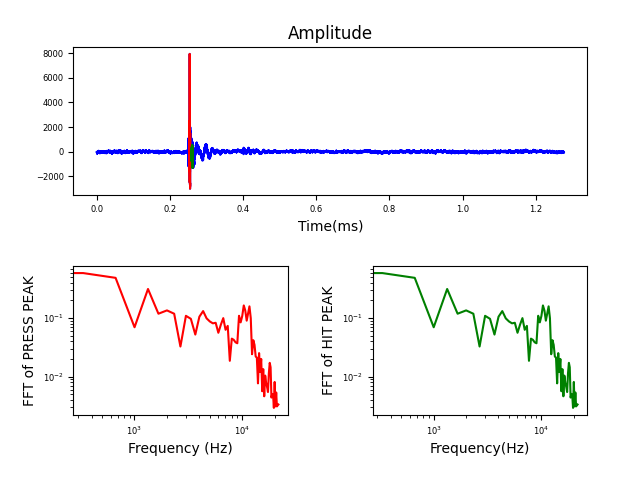 Amplitude
8000
6000
4000
2000
0
−2000
0.0 0.2 0.4 0.6 0.8 1.0 1.2
Time(ms)
FFT of PRESS PEAK
10⁻¹
10⁻²
10³ 10⁴
Frequency (Hz)
FFT of HIT PEAK
10⁻¹
10⁻²
10³ 10⁴
Frequency(Hz)